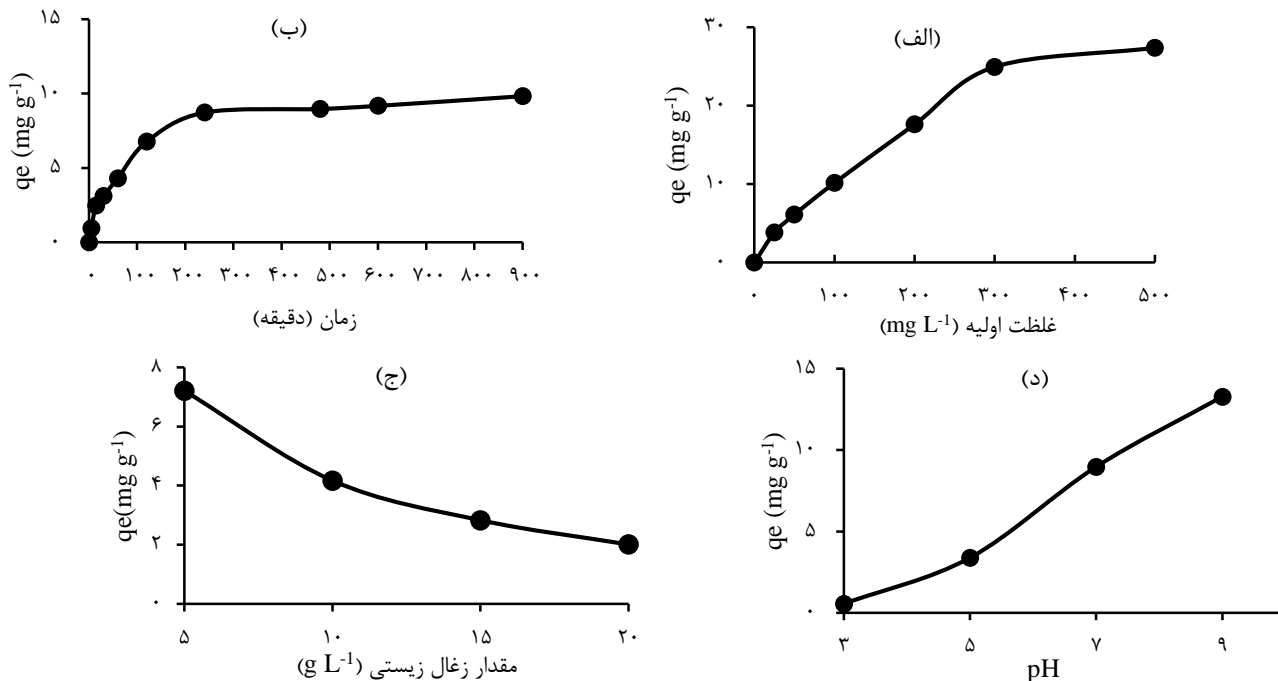 (الف)
۳۰
۲۰
۱۰
۰
qe (mg g-1)
۰ ۱۰۰ ۲۰۰ ۳۰۰ ۴۰۰ ۵۰۰
غلظت اولیه (mg L-1)
(ب)
۱۵
۱۰
۵
۰
qe (mg g-1)
۰ ۱۰۰ ۲۰۰ ۳۰۰ ۴۰۰ ۵۰۰ ۶۰۰ ۷۰۰ ۸۰۰ ۹۰۰
زمان (دقیقه)
(ج)
۸
۶
۴
۲
۰
qe(mg g-1)
۵ ۱۰ ۱۵ ۲۰
مقدار زغال زیستی (g L-1)
(د)
۱۵
۱۰
۵
۰
qe (mg g-1)
۳ ۵ ۷ ۹
pH